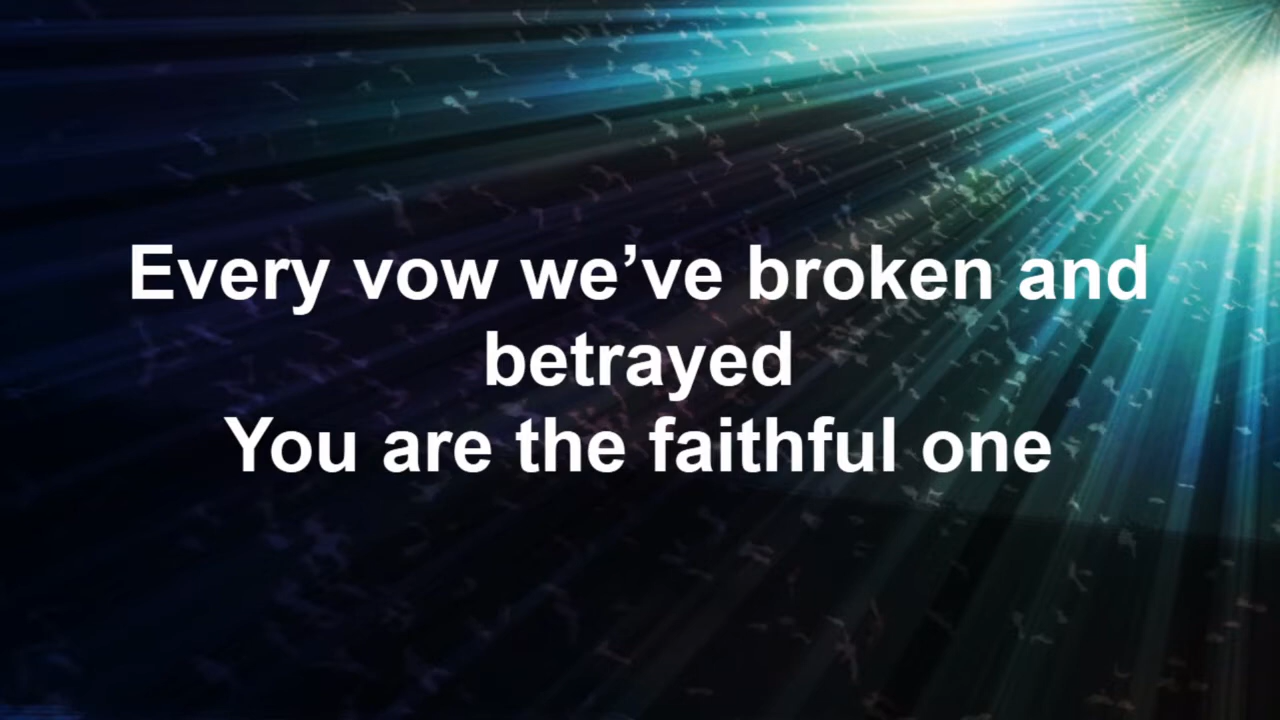 Every vow we’ve broken and
betrayed
You are the faithful one